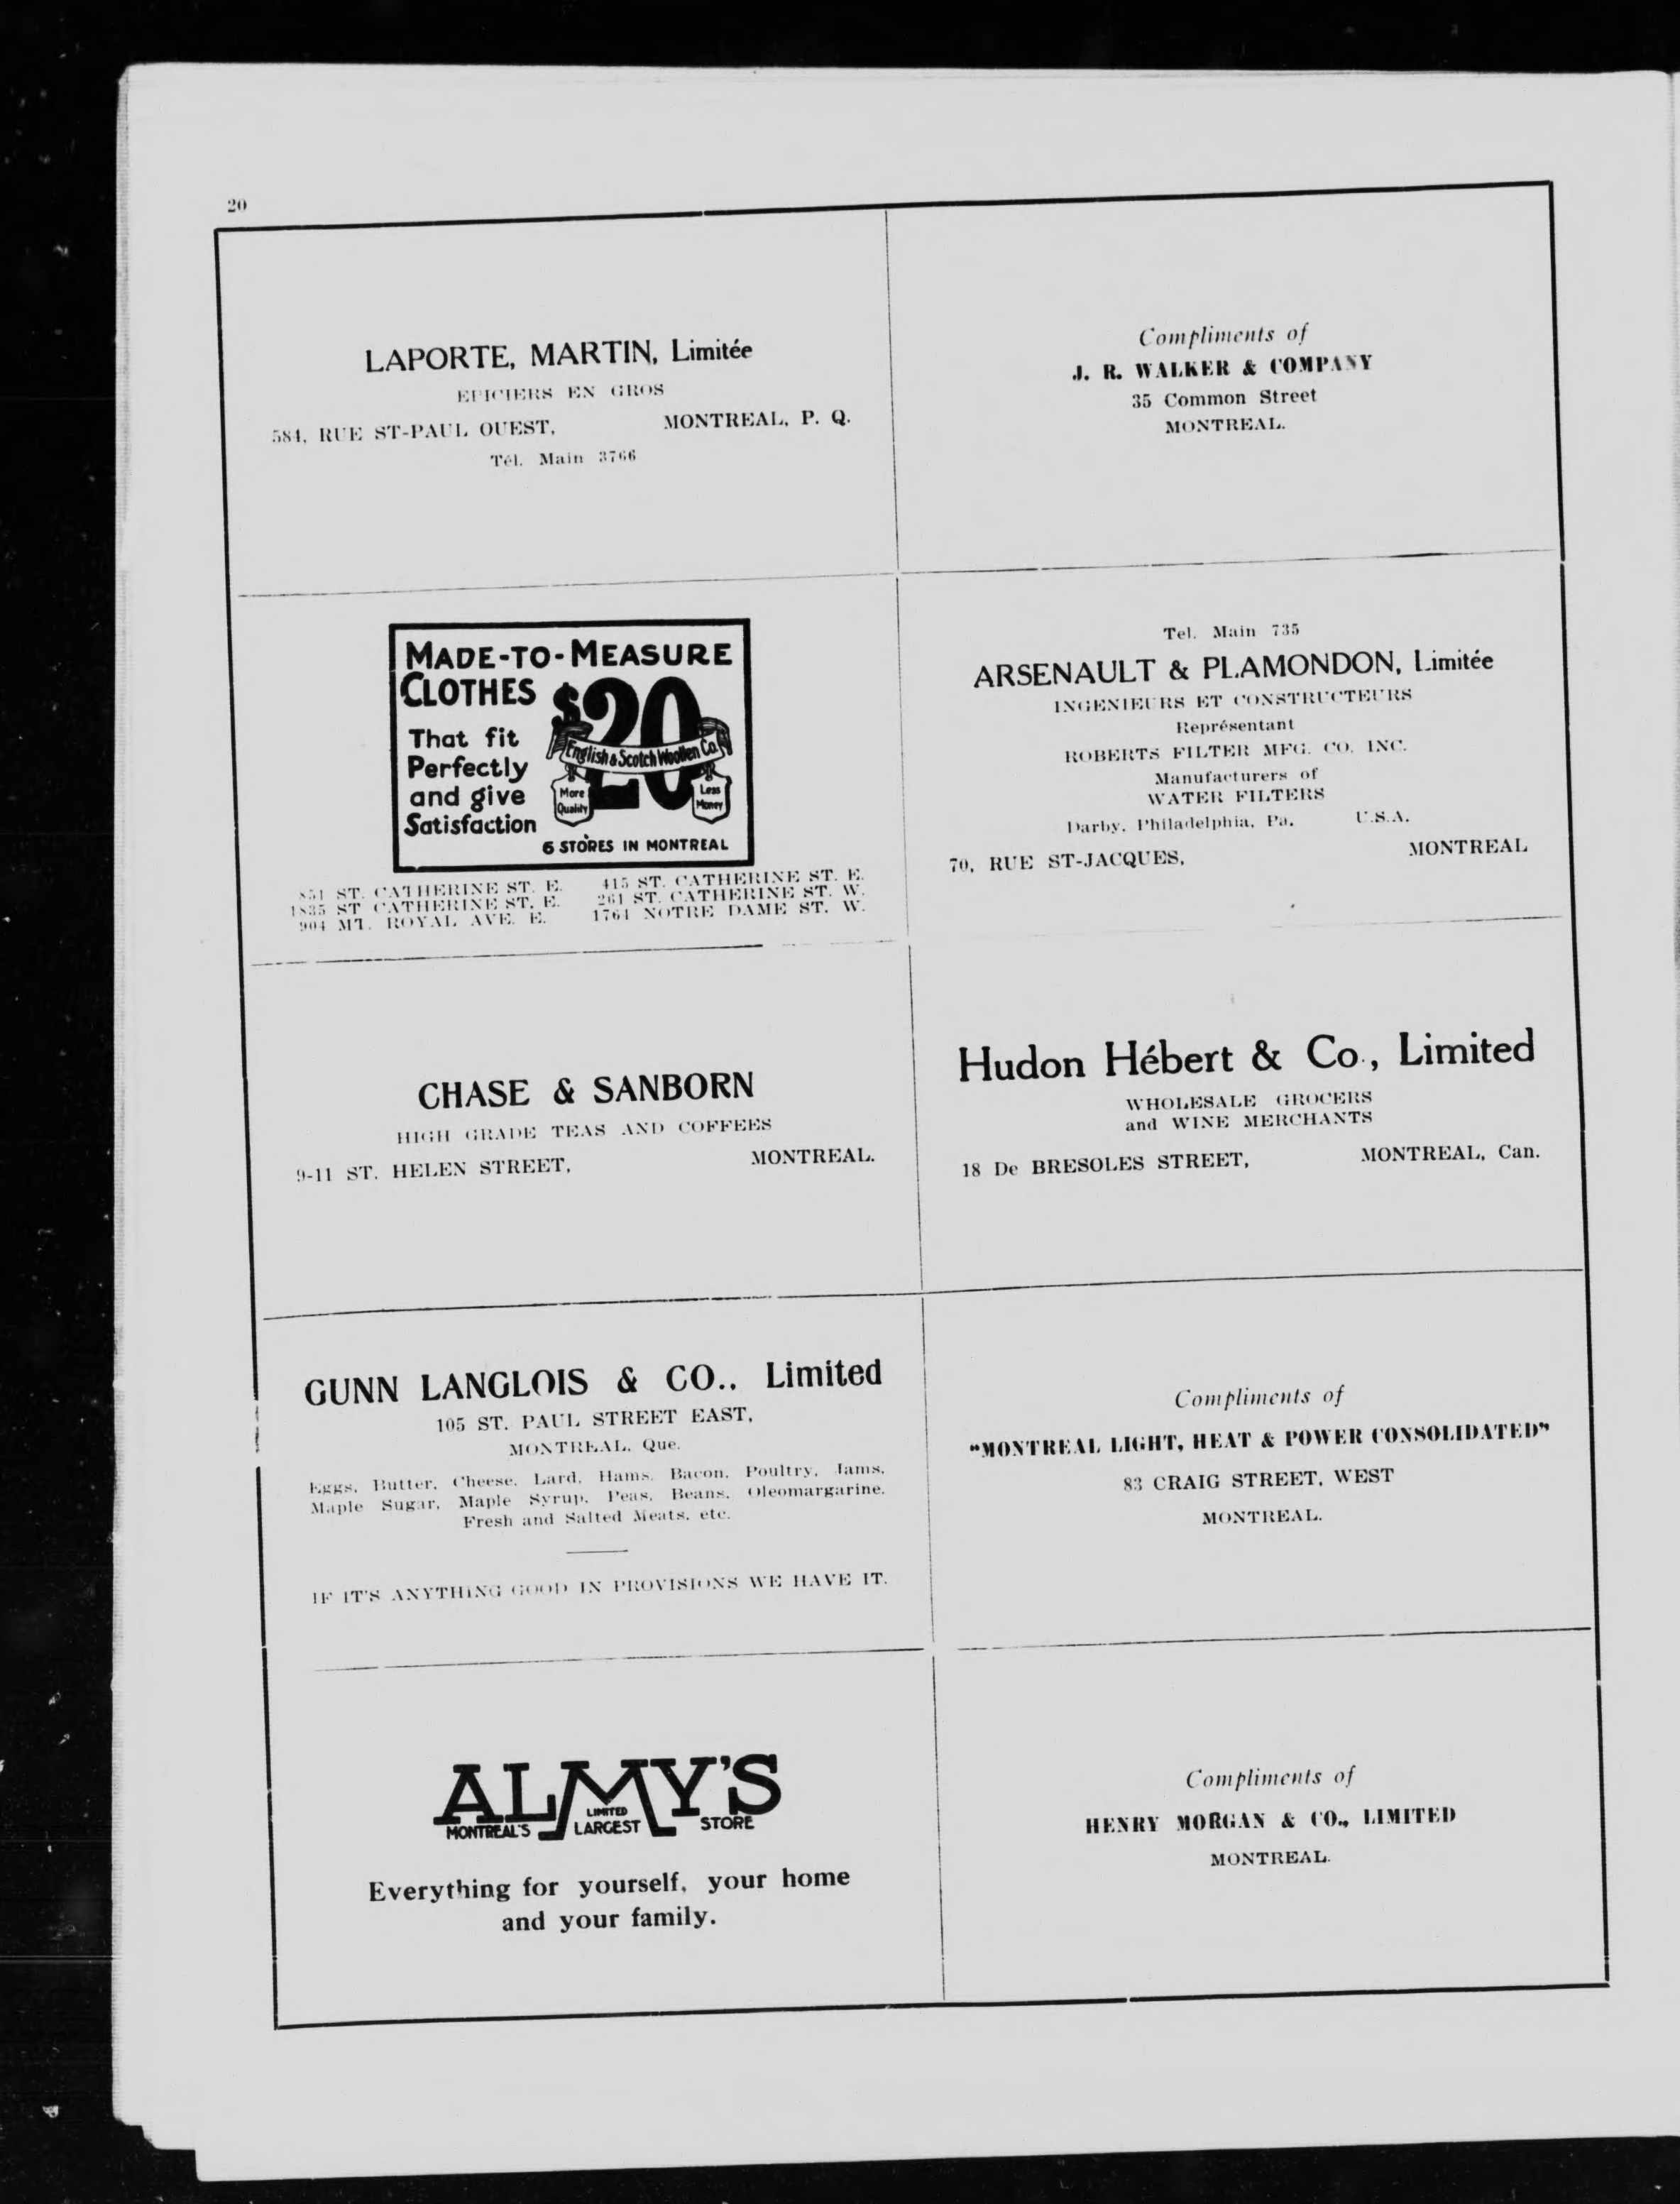 20
LAPORTE, MARTIN, Limitée
EPICIERS EN GROS
584, RUE ST-PAUL OUEST, MONTREAL, P. Q.
Tél. Main 3766
Compliments of
J. R. WALKER & COMPANY
35 Common Street
MONTREAL.
MADE-TO-MEASURE
CLOTHES $20
That fit
Perfectly
and give
Satisfaction
English & Scotch Woollen Co.
More Quality
Less Money
6 STORES IN MONTREAL
851 ST. CATHERINE ST. E. 415 ST. CATHERINE ST. E.
1835 ST CATHERINE ST. E. 261 ST. CATHERINE ST. W.
904 MT. ROYAL AVE. E. 1764 NOTRE DAME ST. W.
Tel. Main 735
ARSENAULT & PLAMONDON, Limitée
INGENIEURS ET CONSTRUCTEURS
Représentant
ROBERTS FILTER MFG. CO. INC.
Manufacturers of
WATER FILTERS
Darby, Philadelphia, Pa. U.S.A.
70, RUE ST-JACQUES, MONTREAL
CHASE & SANBORN
HIGH GRADE TEAS AND COFFEES
9-11 ST. HELEN STREET, MONTREAL.
Hudon Hébert & Co., Limited
WHOLESALE GROCERS
and WINE MERCHANTS
18 De BRESOLES STREET, MONTREAL, Can.
GUNN LANGLOIS & CO., Limited
105 ST. PAUL STREET EAST,
MONTREAL, Que.
Eggs, Butter, Cheese, Lard, Hams, Bacon, Poultry, Jams,
Maple Sugar, Maple Syrup, Peas, Beans, Oleomargarine,
Fresh and Salted Meats, etc.
IF IT'S ANYTHING GOOD IN PROVISIONS WE HAVE IT.
Compliments of
"MONTREAL LIGHT, HEAT & POWER CONSOLIDATED"
83 CRAIG STREET, WEST
MONTREAL.
ALMY'S
LIMITED
MONTREAL'S LARGEST STORE
Everything for yourself, your home
and your family.
Compliments of
HENRY MORGAN & CO., LIMITED
MONTREAL.